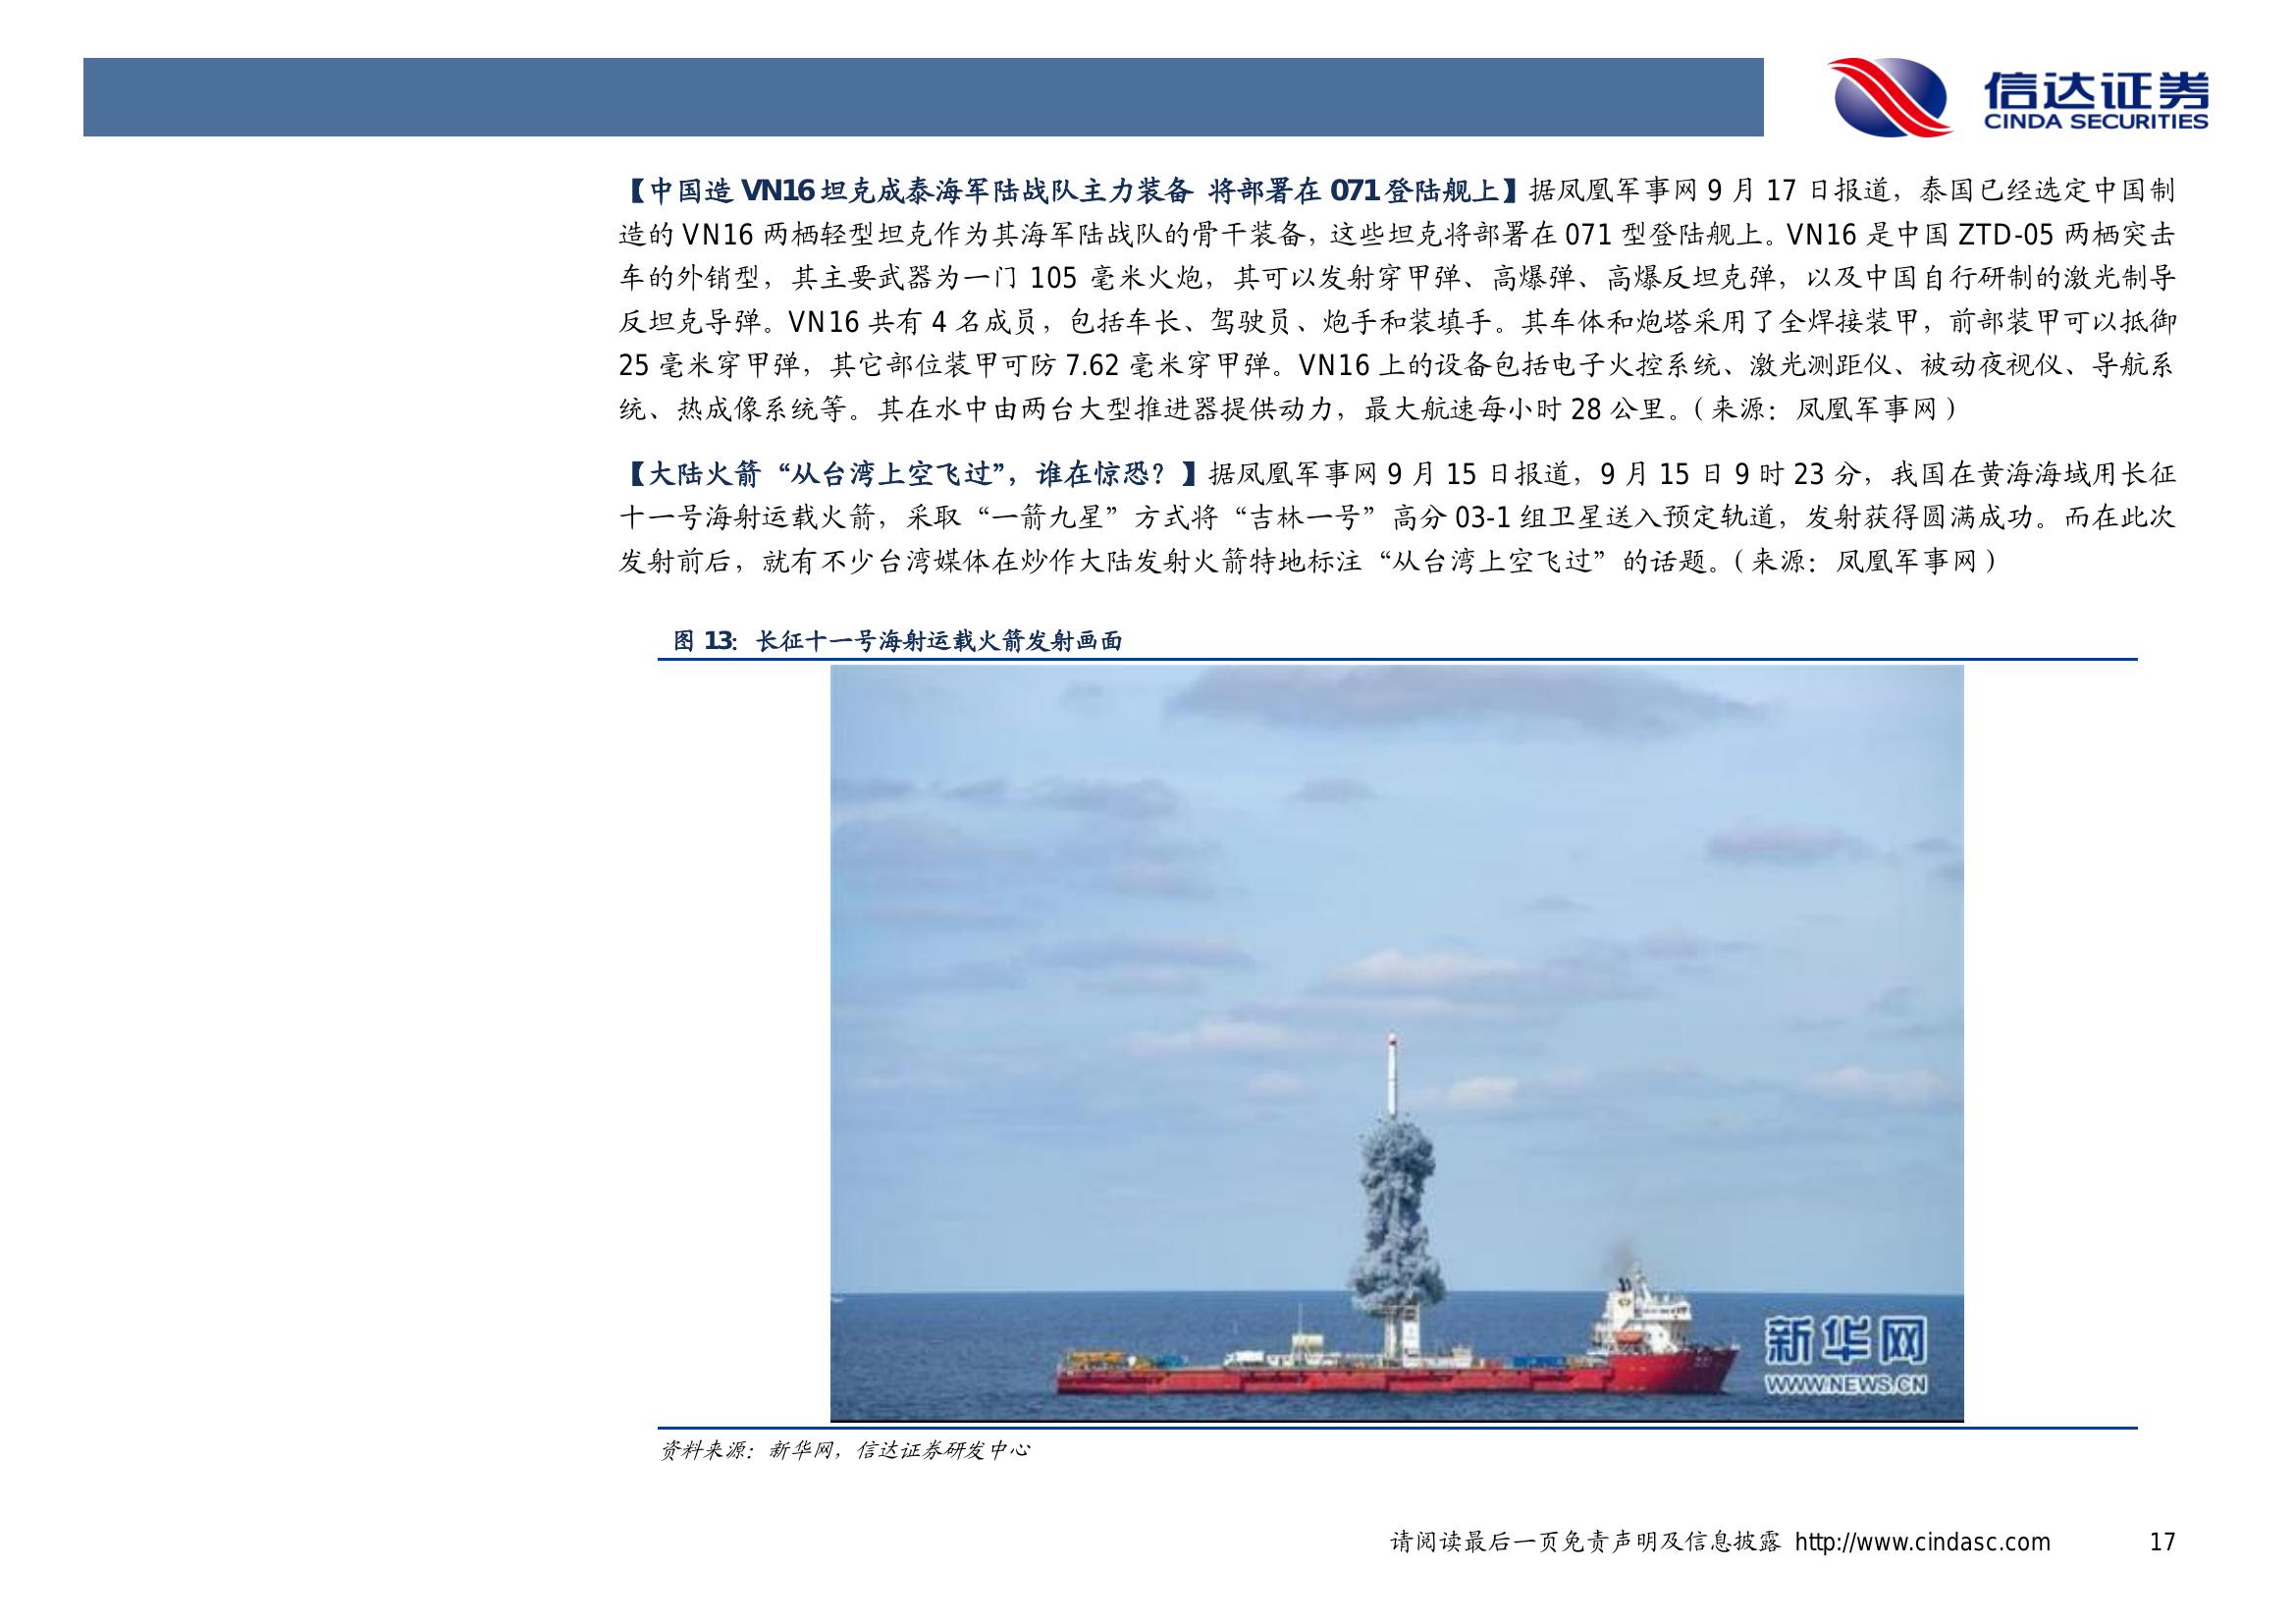 信达证券
CINDA SECURITIES
【中国造 VN16 坦克成泰海军陆战队主力装备 将部署在 071 登陆舰上】据凤凰军事网 9 月 17 日报道，泰国已经选定中国制
造的 VN16 两栖轻型坦克作为其海军陆战队的骨干装备，这些坦克将部署在 071 型登陆舰上。VN16 是中国 ZTD-05 两栖突击
车的外销型，其主要武器为一门 105 毫米火炮，其可以发射穿甲弹、高爆弹、高爆反坦克弹，以及中国自行研制的激光制导
反坦克导弹。VN16 共有 4 名成员，包括车长、驾驶员、炮手和装填手。其车体和炮塔采用了全焊接装甲，前部装甲可以抵御
25 毫米穿甲弹，其它部位装甲可防 7.62 毫米穿甲弹。VN16 上的设备包括电子火控系统、激光测距仪、被动夜视仪、导航系
统、热成像系统等。其在水中由两台大型推进器提供动力，最大航速每小时 28 公里。（来源：凤凰军事网）
【大陆火箭“从台湾上空飞过”，谁在惊恐？】据凤凰军事网 9 月 15 日报道，9 月 15 日 9 时 23 分，我国在黄海海域用长征
十一号海射运载火箭，采取“一箭九星”方式将“吉林一号”高分 03-1 组卫星送入预定轨道，发射获得圆满成功。而在此次
发射前后，就有不少台湾媒体在炒作大陆发射火箭特地标注“从台湾上空飞过”的话题。（来源：凤凰军事网）
图 13：长征十一号海射运载火箭发射画面
新华网
WWW.NEWS.CN
资料来源：新华网，信达证券研发中心
请阅读最后一页免责声明及信息披露 http://www.cindasc.com 17